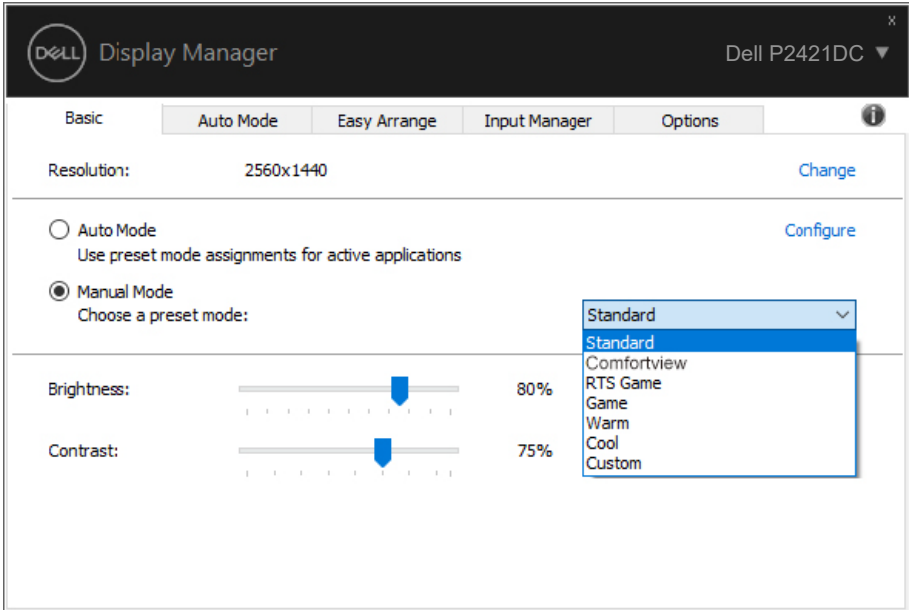 x
DELL Display Manager Dell P2421DC ▼
Basic Auto Mode Easy Arrange Input Manager Options i
Resolution: 2560x1440 Change
Auto Mode Configure
Use preset mode assignments for active applications
Manual Mode
Choose a preset mode: Standard
Standard
Comfortview
RTS Game
Game
Warm
Cool
Custom
Brightness: 80%
Contrast: 75%